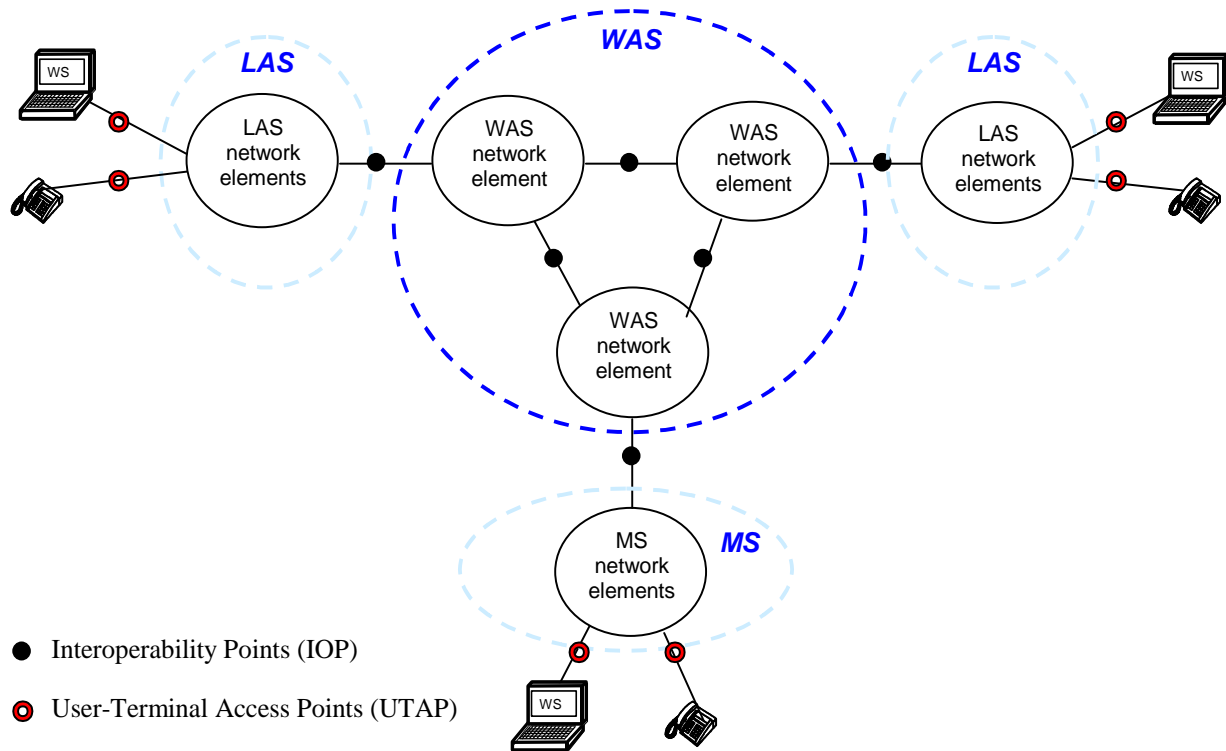 WAS
LAS
LAS
WS
WS
LAS
network
elements
WAS
network
element
WAS
network
element
LAS
network
elements
WAS
network
element
MS
network
elements
MS
Interoperability Points (IOP)
User-Terminal Access Points (UTAP)
WS